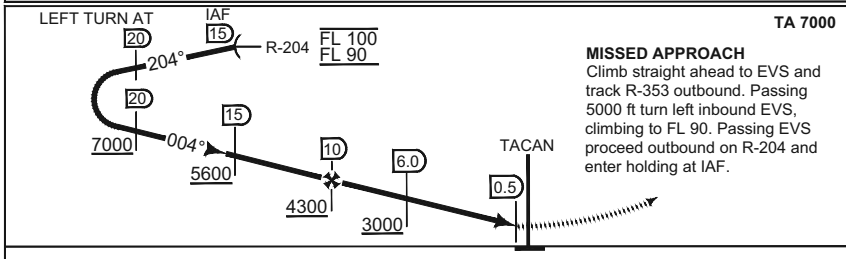 LEFT TURN AT
IAF
TA 7000
20
15
R-204
FL 100
FL 90
204°
MISSED APPROACH
Climb straight ahead to EVS and
track R-353 outbound. Passing
5000 ft turn left inbound EVS,
climbing to FL 90. Passing EVS
proceed outbound on R-204 and
enter holding at IAF.
20
7000
004°
15
5600
10
4300
6.0
3000
TACAN
0.5